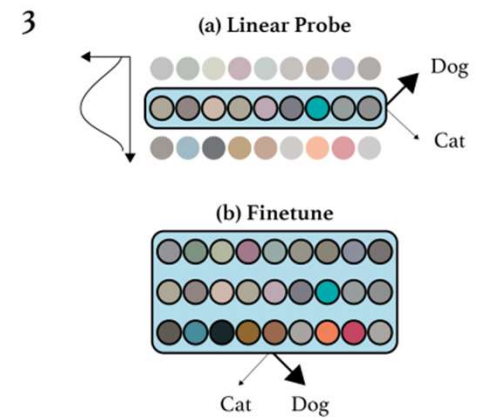 3
(a) Linear Probe
Dog
Cat
(b) Finetune
Cat Dog